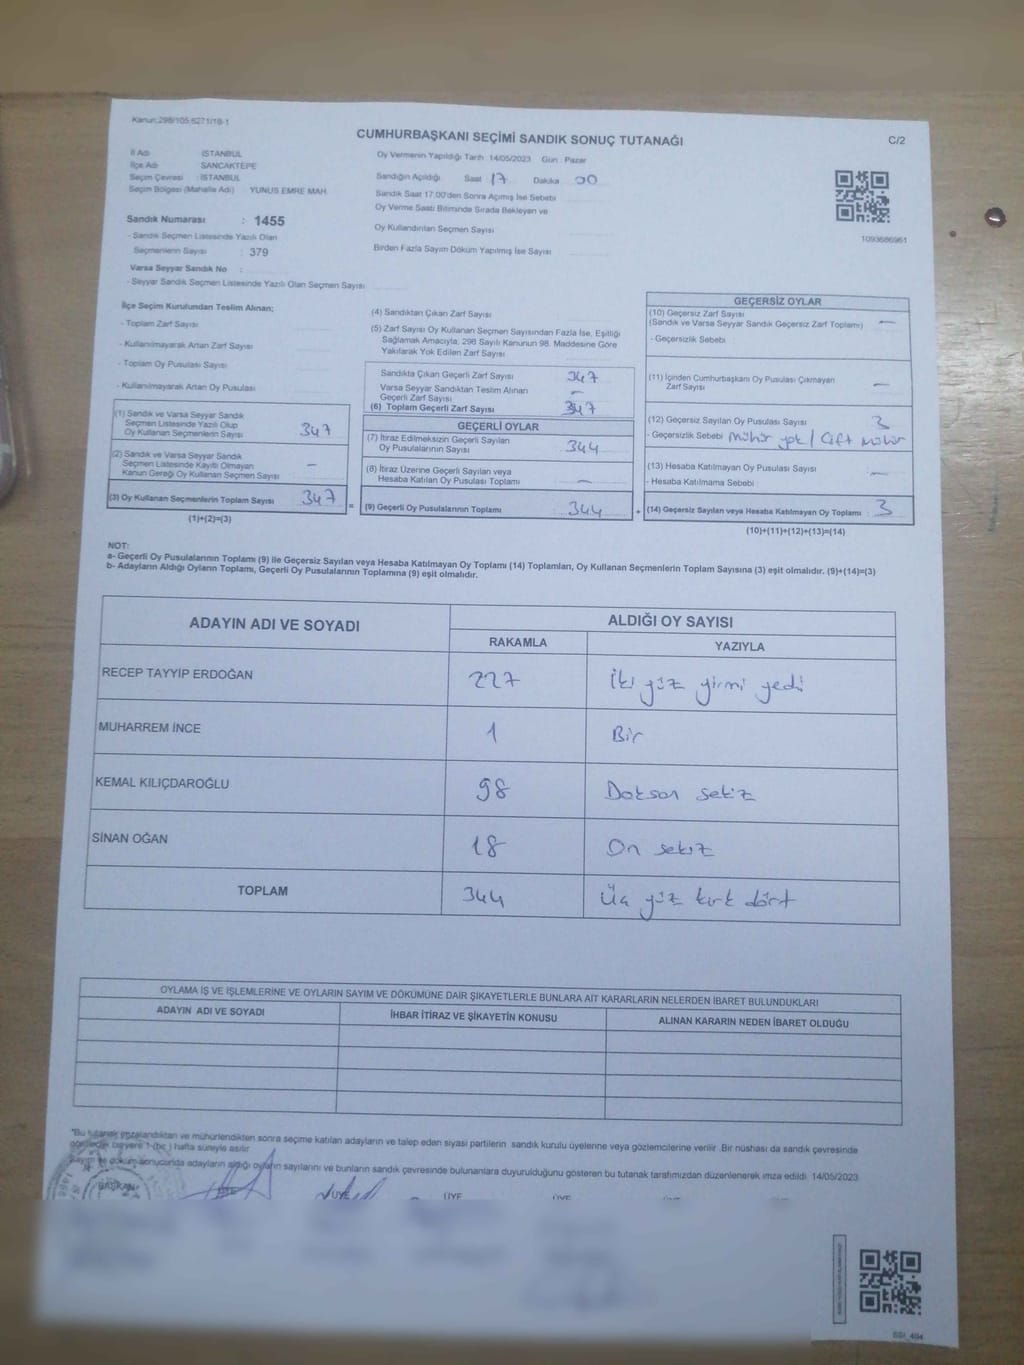 Kanun:298/105.6271/18-1
CUMHURBAŞKANI SEÇİMİ SANDIK SONUÇ TUTANAĞI
C/2
İl Adı : İSTANBUL
İlçe Adı : SANCAKTEPE
Seçim Çevresi : İSTANBUL
Seçim Bölgesi (Mahalle Adı) : YUNUS EMRE MAH.
Sandık Numarası : 1455
- Sandık Seçmen Listesinde Yazılı Olan
Seçmenlerin Sayısı : 379
Varsa Seyyar Sandık No :
- Seyyar Sandık Seçmen Listesinde Yazılı Olan Seçmen Sayısı
Oy Vermenin Yapıldığı Tarih :14/05/2023 Gün : Pazar
Sandığın Açıldığı Saat 17 Dakika 00
Sandık Saat 17.00'den Sonra Açılmış İse Sebebi
Oy Verme Saati Bitiminde Sırada Bekleyen ve
Oy Kullandırılan Seçmen Sayısı
Birden Fazla Sayım Döküm Yapılmış İse Sayısı
1093686961
İlçe Seçim Kurulundan Teslim Alınan;
- Toplam Zarf Sayısı
- Kullanılmayarak Artan Zarf Sayısı
- Toplam Oy Pusulası Sayısı
- Kullanılmayarak Artan Oy Pusulası
(1) Sandık ve Varsa Seyyar Sandık
Seçmen Listesinde Yazılı Olup
Oy Kullanan Seçmenlerin Sayısı 347
(2) Sandık ve Varsa Seyyar Sandık
Seçmen Listesinde Kayıtlı Olmayan
Kanun Gereği Oy Kullanan Seçmen Sayısı –
(3) Oy Kullanan Seçmenlerin Toplam Sayısı 347
(1)+(2)=(3)
(4) Sandıktan Çıkan Zarf Sayısı
(5) Zarf Sayısı Oy Kullanan Seçmen Sayısından Fazla İse, Eşitliği
Sağlamak Amacıyla, 298 Sayılı Kanunun 98. Maddesine Göre
Yakılarak Yok Edilen Zarf Sayısı
Sandıkta Çıkan Geçerli Zarf Sayısı 347
Varsa Seyyar Sandıktan Teslim Alınan
Geçerli Zarf Sayısı –
(6) Toplam Geçerli Zarf Sayısı 347
GEÇERLİ OYLAR
(7) İtiraz Edilmeksizin Geçerli Sayılan
Oy Pusulalarının Sayısı 344
(8) İtiraz Üzerine Geçerli Sayılan veya
Hesaba Katılan Oy Pusulası Toplamı –
= (9) Geçerli Oy Pusulalarının Toplamı 344
GEÇERSİZ OYLAR
(10) Geçersiz Zarf Sayısı
(Sandık ve Varsa Seyyar Sandık Geçersiz Zarf Toplamı) –
- Geçersizlik Sebebi
(11) İçinden Cumhurbaşkanı Oy Pusulası Çıkmayan
Zarf Sayısı –
(12) Geçersiz Sayılan Oy Pusulası Sayısı 3
- Geçersizlik Sebebi Mühür yok / Çift mühür
(13) Hesaba Katılmayan Oy Pusulası Sayısı –
- Hesaba Katılmama Sebebi
+ (14) Geçersiz Sayılan veya Hesaba Katılmayan Oy Toplamı : 3
(10)+(11)+(12)+(13)=(14)
NOT:
a- Geçerli Oy Pusulalarının Toplamı (9) ile Geçersiz Sayılan veya Hesaba Katılmayan Oy Toplamı (14) Toplamları, Oy Kullanan Seçmenlerin Toplam Sayısına (3) eşit olmalıdır. (9)+(14)=(3)
b- Adayların Aldığı Oyların Toplamı, Geçerli Oy Pusulalarının Toplamına (9) eşit olmalıdır.
ADAYIN ADI VE SOYADI
ALDIĞI OY SAYISI
RAKAMLA YAZIYLA
RECEP TAYYİP ERDOĞAN 227 İki yüz yirmi yedi
MUHARREM İNCE 1 Bir
KEMAL KILIÇDAROĞLU 98 Doksan sekiz
SİNAN OĞAN 18 On sekiz
TOPLAM 344 Üç yüz kırk dört
OYLAMA İŞ VE İŞLEMLERİNE VE OYLARIN SAYIM VE DÖKÜMÜNE DAİR ŞİKAYETLERLE BUNLARA AİT KARARLARIN NELERDEN İBARET BULUNDUKLARI
ADAYIN ADI VE SOYADI İHBAR İTİRAZ VE ŞİKAYETİN KONUSU ALINAN KARARIN NEDEN İBARET OLDUĞU
*Bu tutanak imzalandıktan ve mühürlendikten sonra seçime katılan adayların ve talep eden siyasi partilerin sandık kurulu üyelerine veya gözlemcilerine verilir. Bir nüshası da sandık çevresinde
görülecek bir yere 1 (bir ) hafta süreyle asılır.
Sayım ve döküm sonucunda adayların aldığı oyların sayılarını ve bunların sandık çevresinde bulunanlara duyurulduğunu gösteren bu tutanak tarafımızdan düzenlenerek imza edildi. 14/05/2023
BAŞKAN ÜYE ÜYE ÜYE